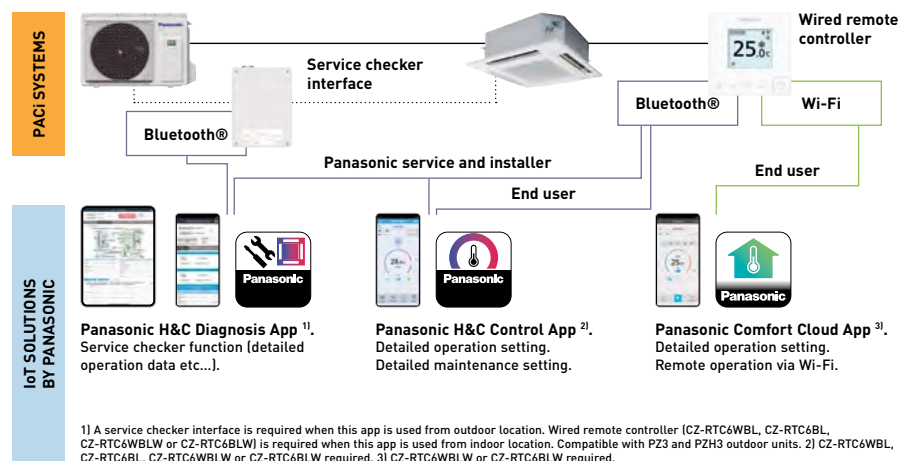 PACi SYSTEMS
Panasonic
Wired remote
controller
25.0c
Service checker
interface
Bluetooth®
Bluetooth®
Wi-Fi
Panasonic service and installer
End user
End user
IoT SOLUTIONS
BY PANASONIC
Panasonic
Panasonic
Panasonic
Panasonic H&C Diagnosis App 1).
Service checker function (detailed
operation data etc...).
Panasonic H&C Control App 2).
Detailed operation setting.
Detailed maintenance setting.
Panasonic Comfort Cloud App 3).
Detailed operation setting.
Remote operation via Wi-Fi.
1) A service checker interface is required when this app is used from outdoor location. Wired remote controller (CZ-RTC6WBL, CZ-RTC6BL,
CZ-RTC6WBLW or CZ-RTC6BLW) is required when this app is used from indoor location. Compatible with PZ3 and PZH3 outdoor units. 2) CZ-RTC6WBL,
CZ-RTC6BL, CZ-RTC6WBLW or CZ-RTC6BLW required. 3) CZ-RTC6WBLW or CZ-RTC6BLW required.